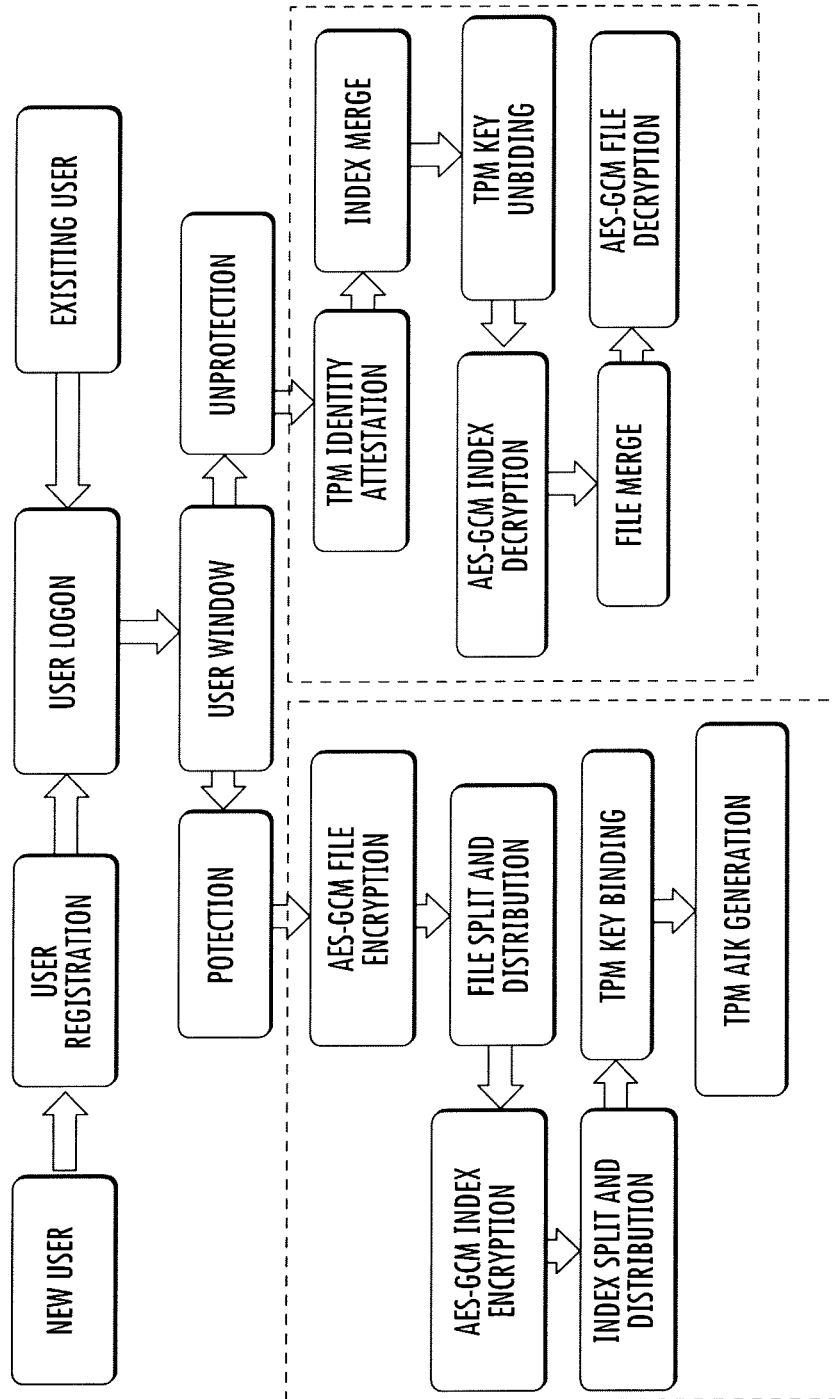 NEW USER
USER
REGISTRATION
USER LOGON
EXISITING USER
POTECTION
USER WINDOW
UNPROTECTION
AES-GCM FILE
ENCRYPTION
FILE SPLIT AND
DISTRIBUTION
AES-GCM INDEX
ENCRYPTION
INDEX SPLIT AND
DISTRIBUTION
TPM KEY BINDING
TPM AIK GENERATION
TPM IDENTITY
ATTESTATION
INDEX MERGE
TPM KEY
UNBIDING
AES-GCM INDEX
DECRYPTION
FILE MERGE
AES-GCM FILE
DECRYPTION